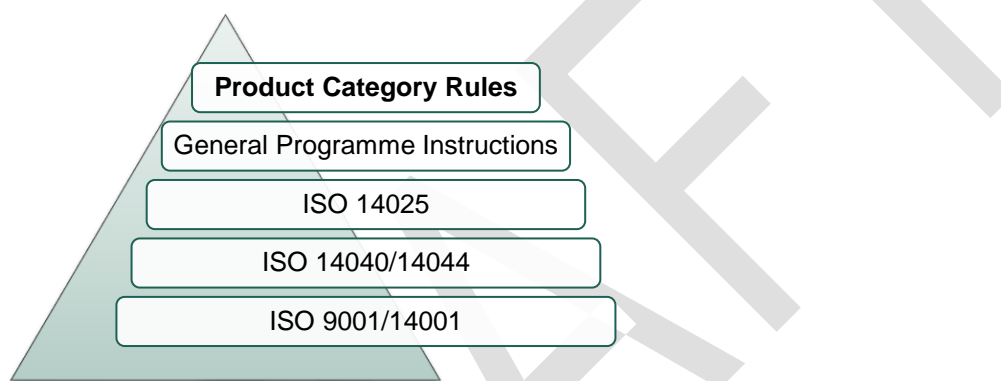 Product Category Rules
General Programme Instructions
ISO 14025
ISO 14040/14044
ISO 9001/14001